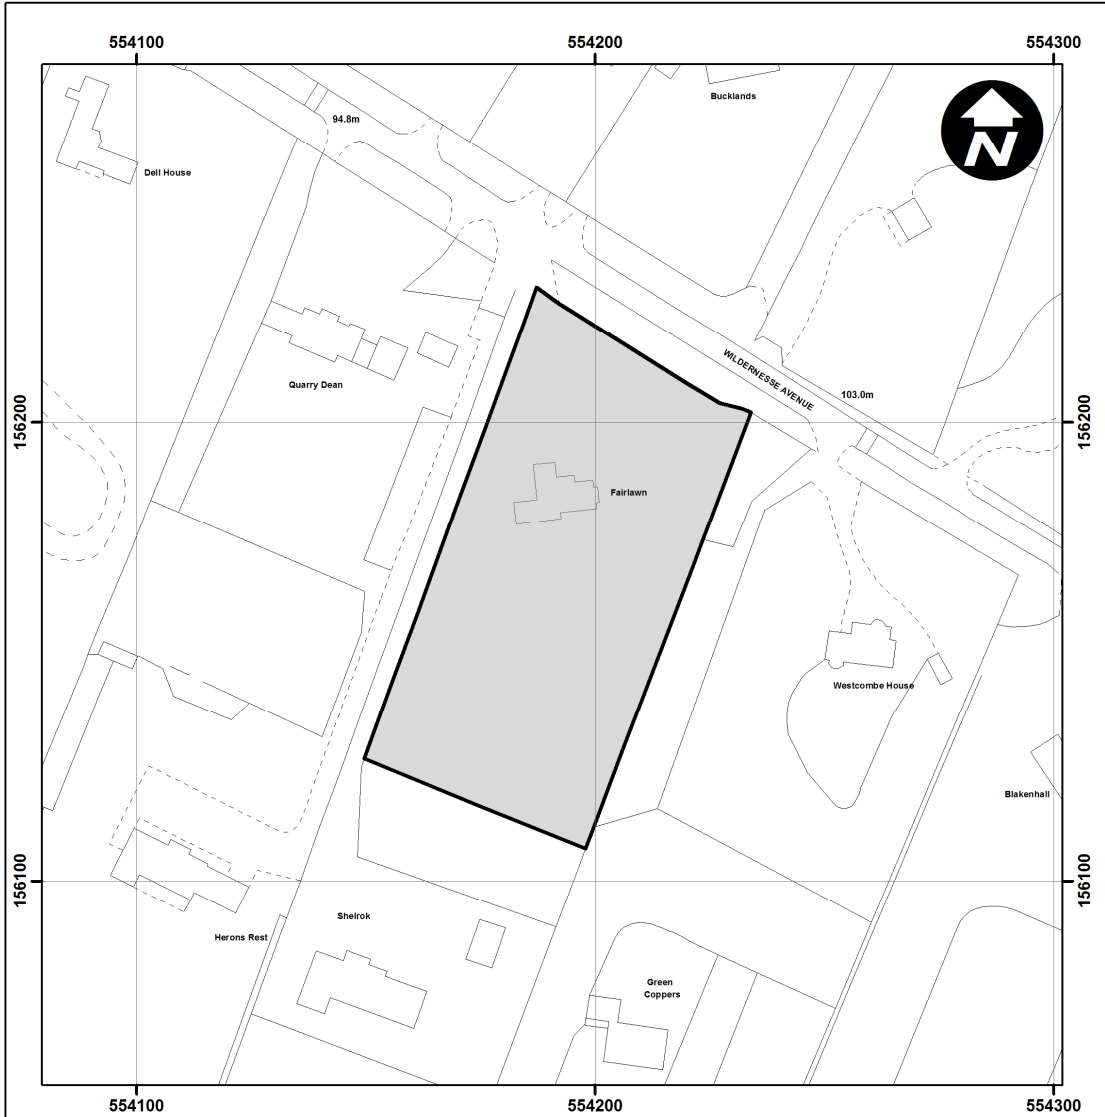 554100
554200
554300
Bucklands
94.8m
N
Dell House
WILDERNESSE AVENUE
Quarry Dean
103.0m
156200
156200
Fairlawn
Westcombe House
Blakenhall
156100
156100
Shelrok
Herons Rest
Green
Coppers
554100
554200
554300